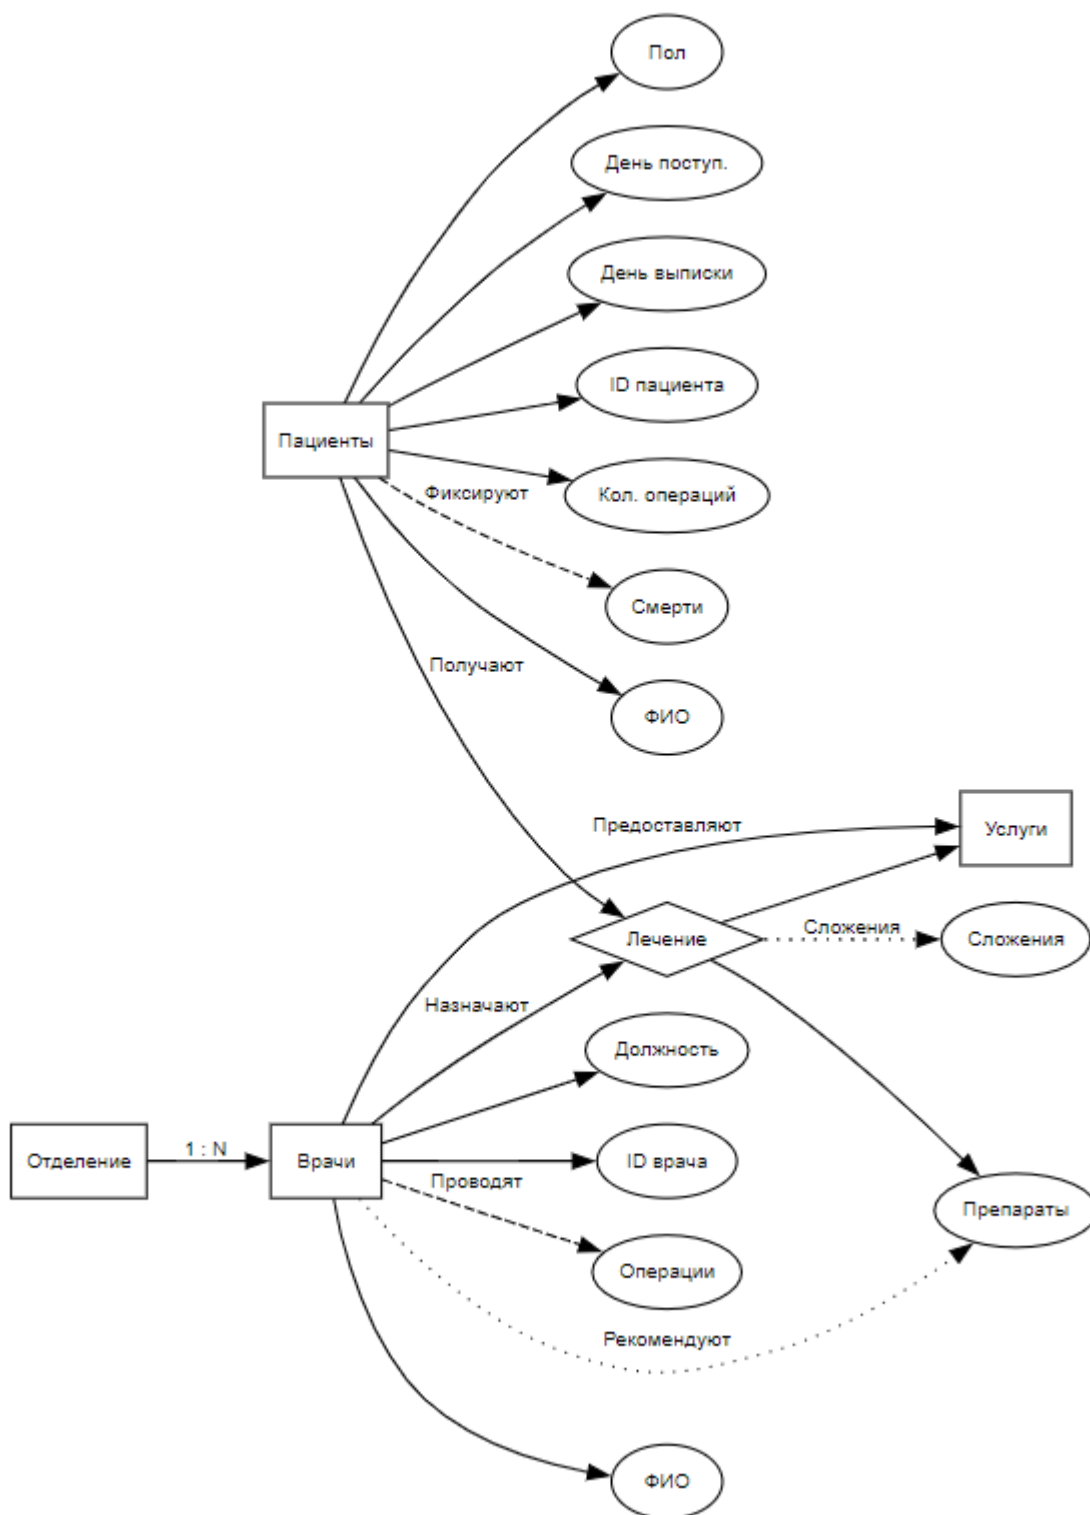 Пол
День поступ.
День выписки
ID пациента
Пациенты
Фиксируют
Кол. операций
Смерти
Получают
ФИО
Предоставляют
Услуги
Лечение
Сложения
Сложения
Назначают
Должность
Отделение
1 : N
Врачи
ID врача
Проводят
Препараты
Операции
Рекомендуют
ФИО